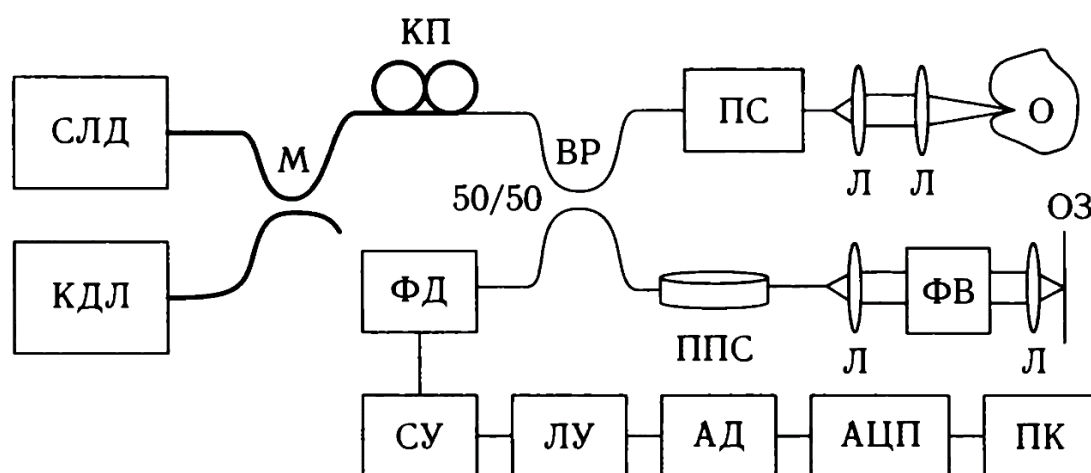 КП
СЛД
М
ВР
ПС
О
50/50
Л
Л
ОЗ
КДЛ
ФД
ППС
Л
ФВ
Л
СУ
ЛУ
АД
АЦП
ПК